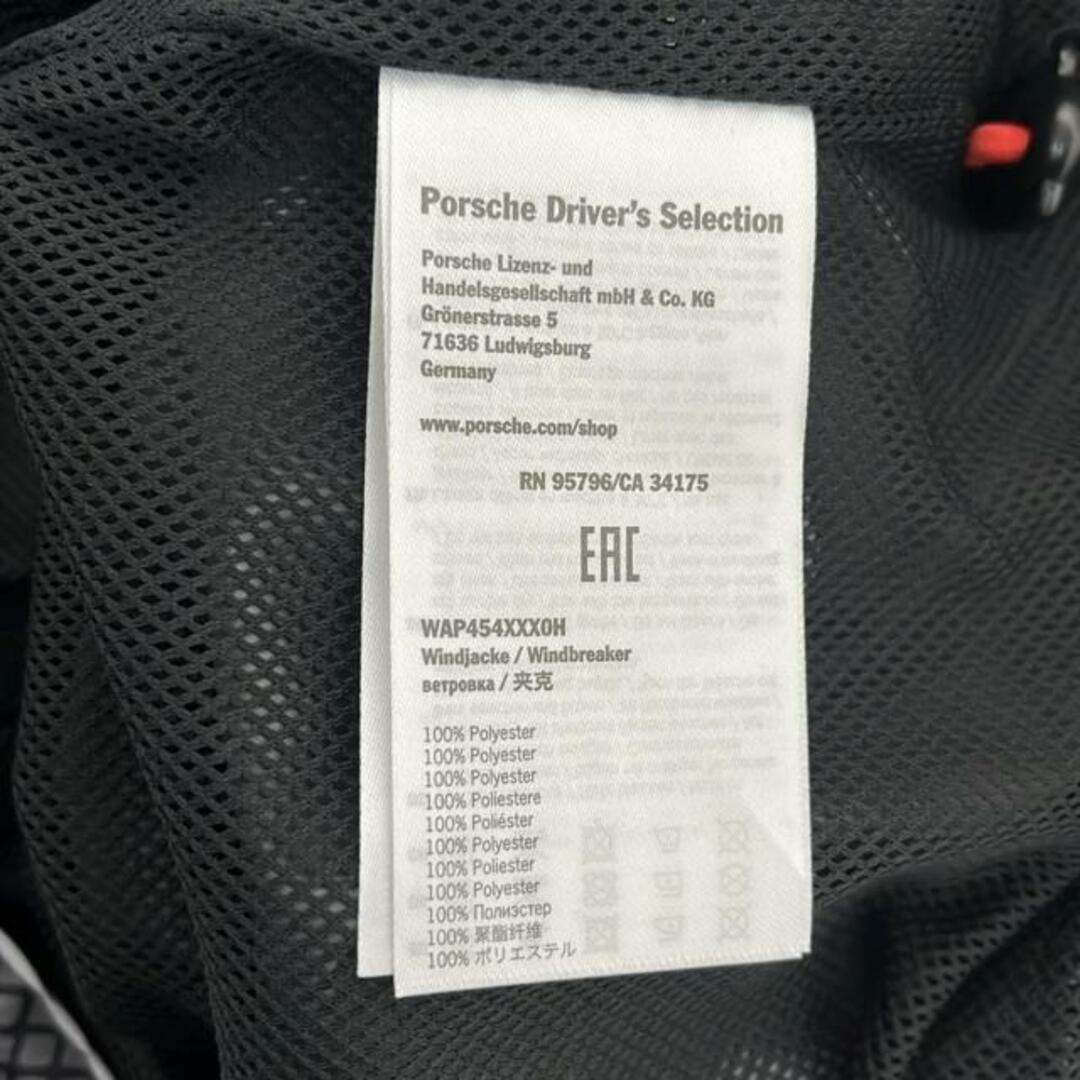 Porsche Driver's Selection
Porsche Lizenz- und
Handelsgesellschaft mbH & Co. KG
Grönerstrasse 5
71636 Ludwigsburg
Germany
www.porsche.com/shop
RN 95796/CA 34175
EAC
WAP454XXX0H
Windjacke / Windbreaker
ветровка / 夹克
100% Polyester
100% Polyester
100% Polyester
100% Poliestere
100% Poliéster
100% Polyester
100% Poliester
100% Polyester
100% Полиэстер
100% 聚酯纤维
100% ポリエステル